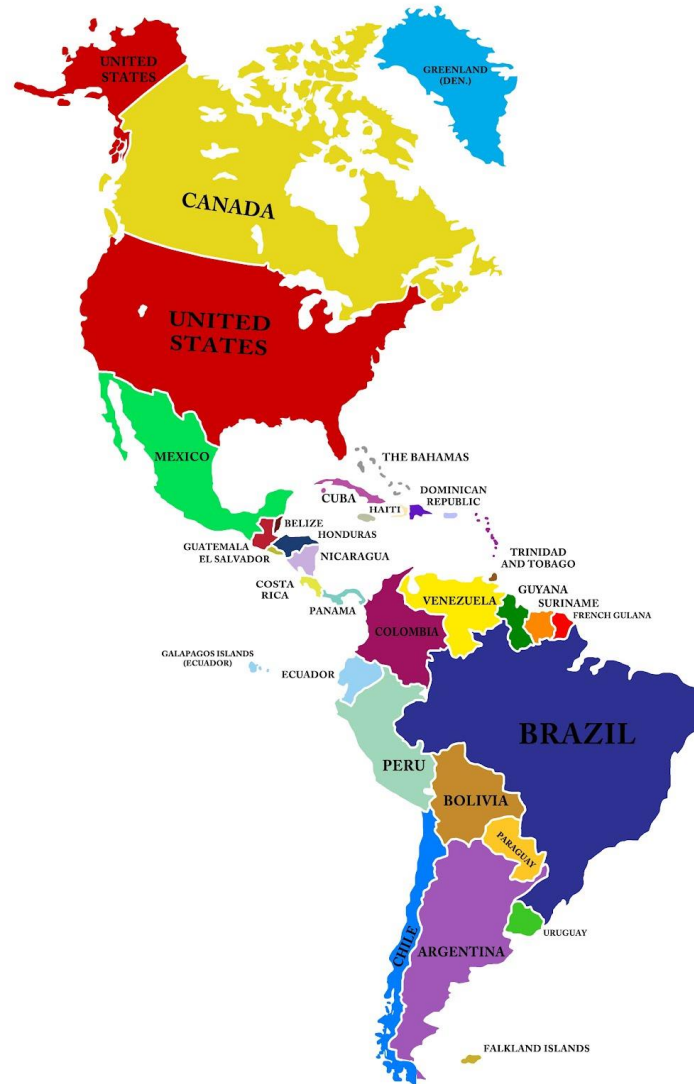 UNITED
STATES
GREENLAND
(DEN.)
CANADA
UNITED
STATES
MEXICO
THE BAHAMAS
CUBA
DOMINICAN
REPUBLIC
HAITI
BELIZE
HONDURAS
GUATEMALA
EL SALVADOR
NICARAGUA
TRINIDAD
AND TOBAGO
COSTA
RICA
PANAMA
VENEZUELA
GUYANA
SURINAME
FRENCH GULANA
COLOMBIA
GALAPAGOS ISLANDS
(ECUADOR)
ECUADOR
BRAZIL
PERU
BOLIVIA
PARAGUAY
URUGUAY
CHILE
ARGENTINA
FALKLAND ISLANDS